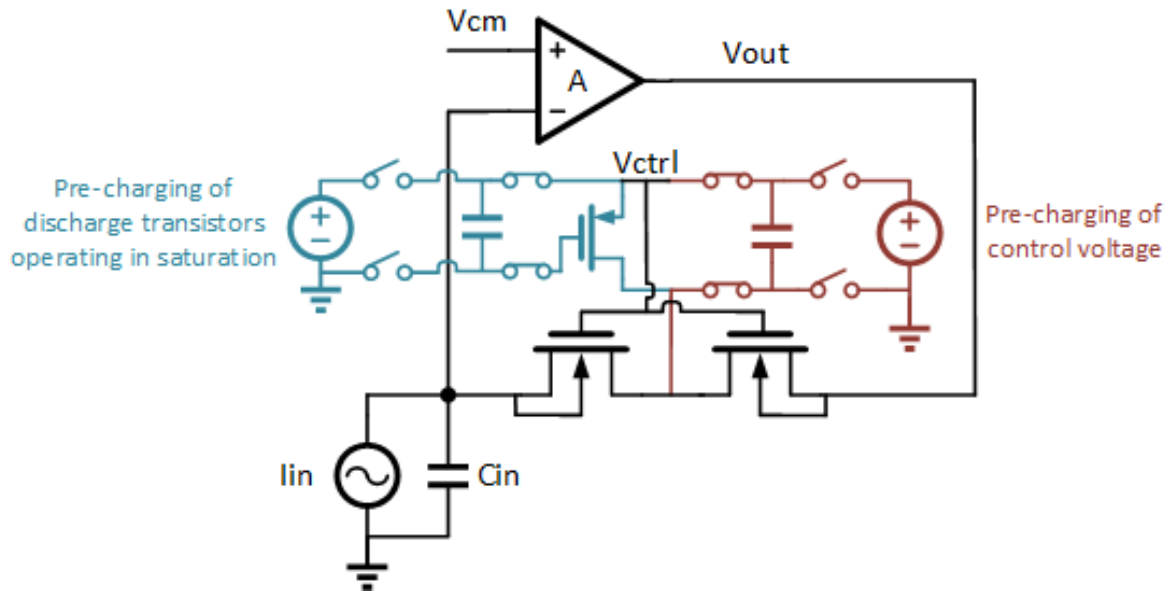 Vcm
+
A
−
Vout
Vctrl
Pre-charging of
discharge transistors
operating in saturation
+
−
+
−
Pre-charging of
control voltage
Iin
Cin